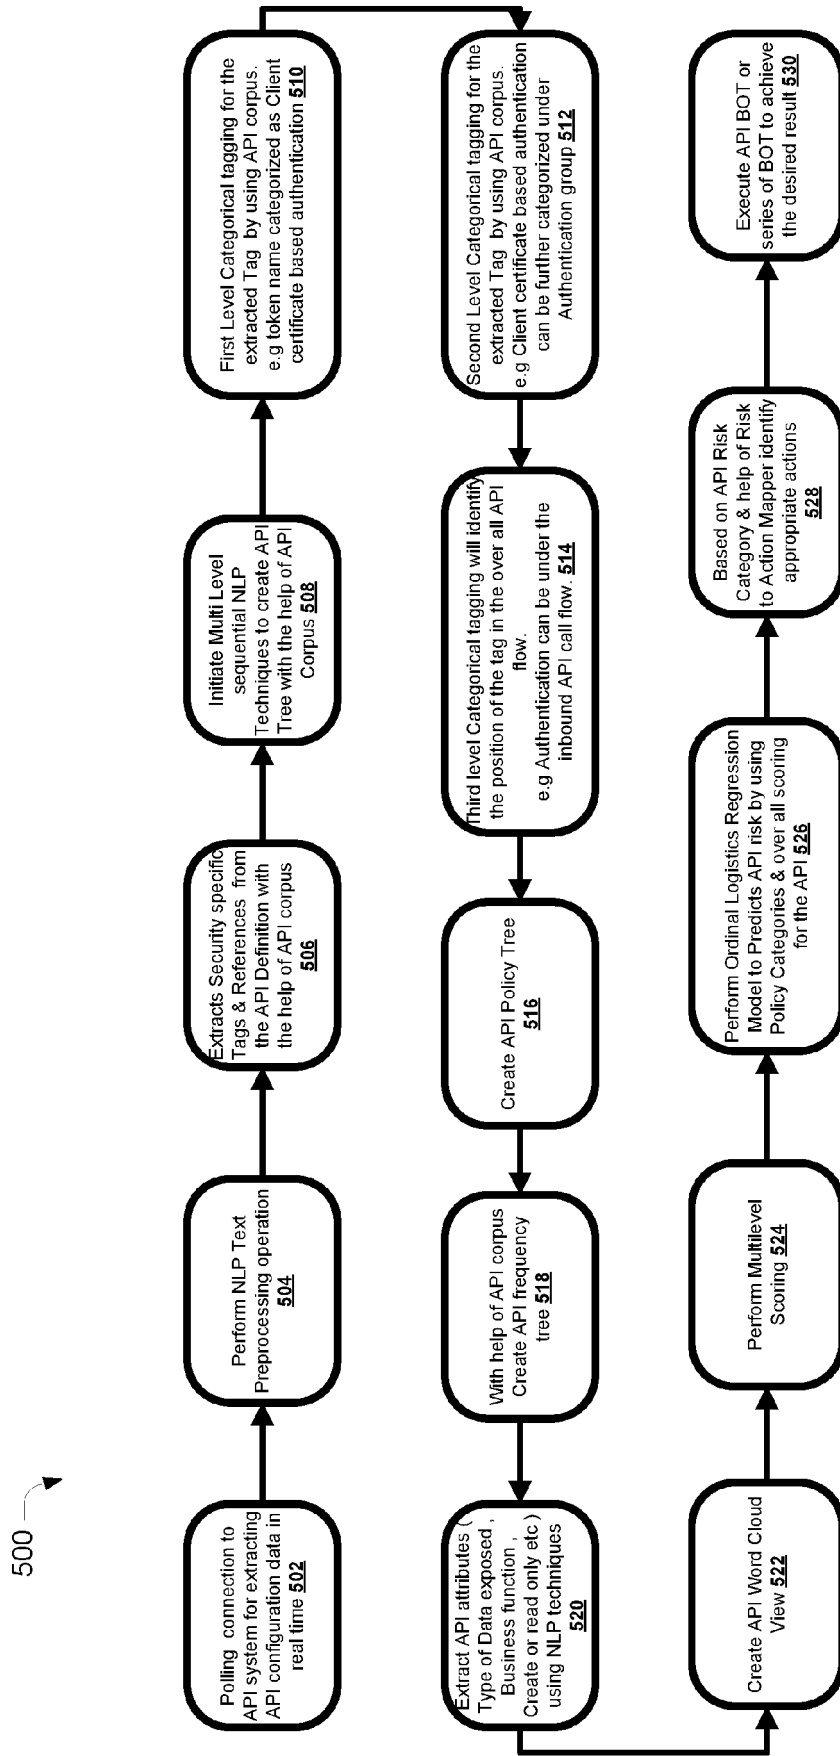 500
Polling connection to
API system for extracting
API configuration data in
real time 502
Perform NLP Text
Preprocessing operation
504
Extracts Security specific
Tags & References from
the API Definition with
the help of API corpus
506
Initiate Multi Level
sequential NLP
Techniques to create API
Tree with the help of API
Corpus 508
First Level Categorical tagging for the
extracted Tag by using API corpus.
e.g token name categorized as Client
certificate based authentication 510
Second Level Categorical tagging for the
extracted Tag by using API corpus.
e.g Client certificate based authentication
can be further categorized under
Authentication group 512
Third level Categorical tagging will identify
the position of the tag in the over all API
flow.
e.g Authentication can be under the
inbound API call flow. 514
Create API Policy Tree
516
With help of API corpus
Create API frequency
tree 518
Extract API attributes (
Type of Data exposed ,
Business function ,
Create or read only etc )
using NLP techniques
520
Create API Word Cloud
View 522
Perform Multilevel
Scoring 524
Perform Ordinal Logistics Regression
Model to Predicts API risk by using
Policy Categories & over all scoring
for the API 526
Based on API Risk
Category & help of Risk
to Action Mapper identify
appropriate actions
528
Execute API BOT or
series of BOT to achieve
the desired result 530